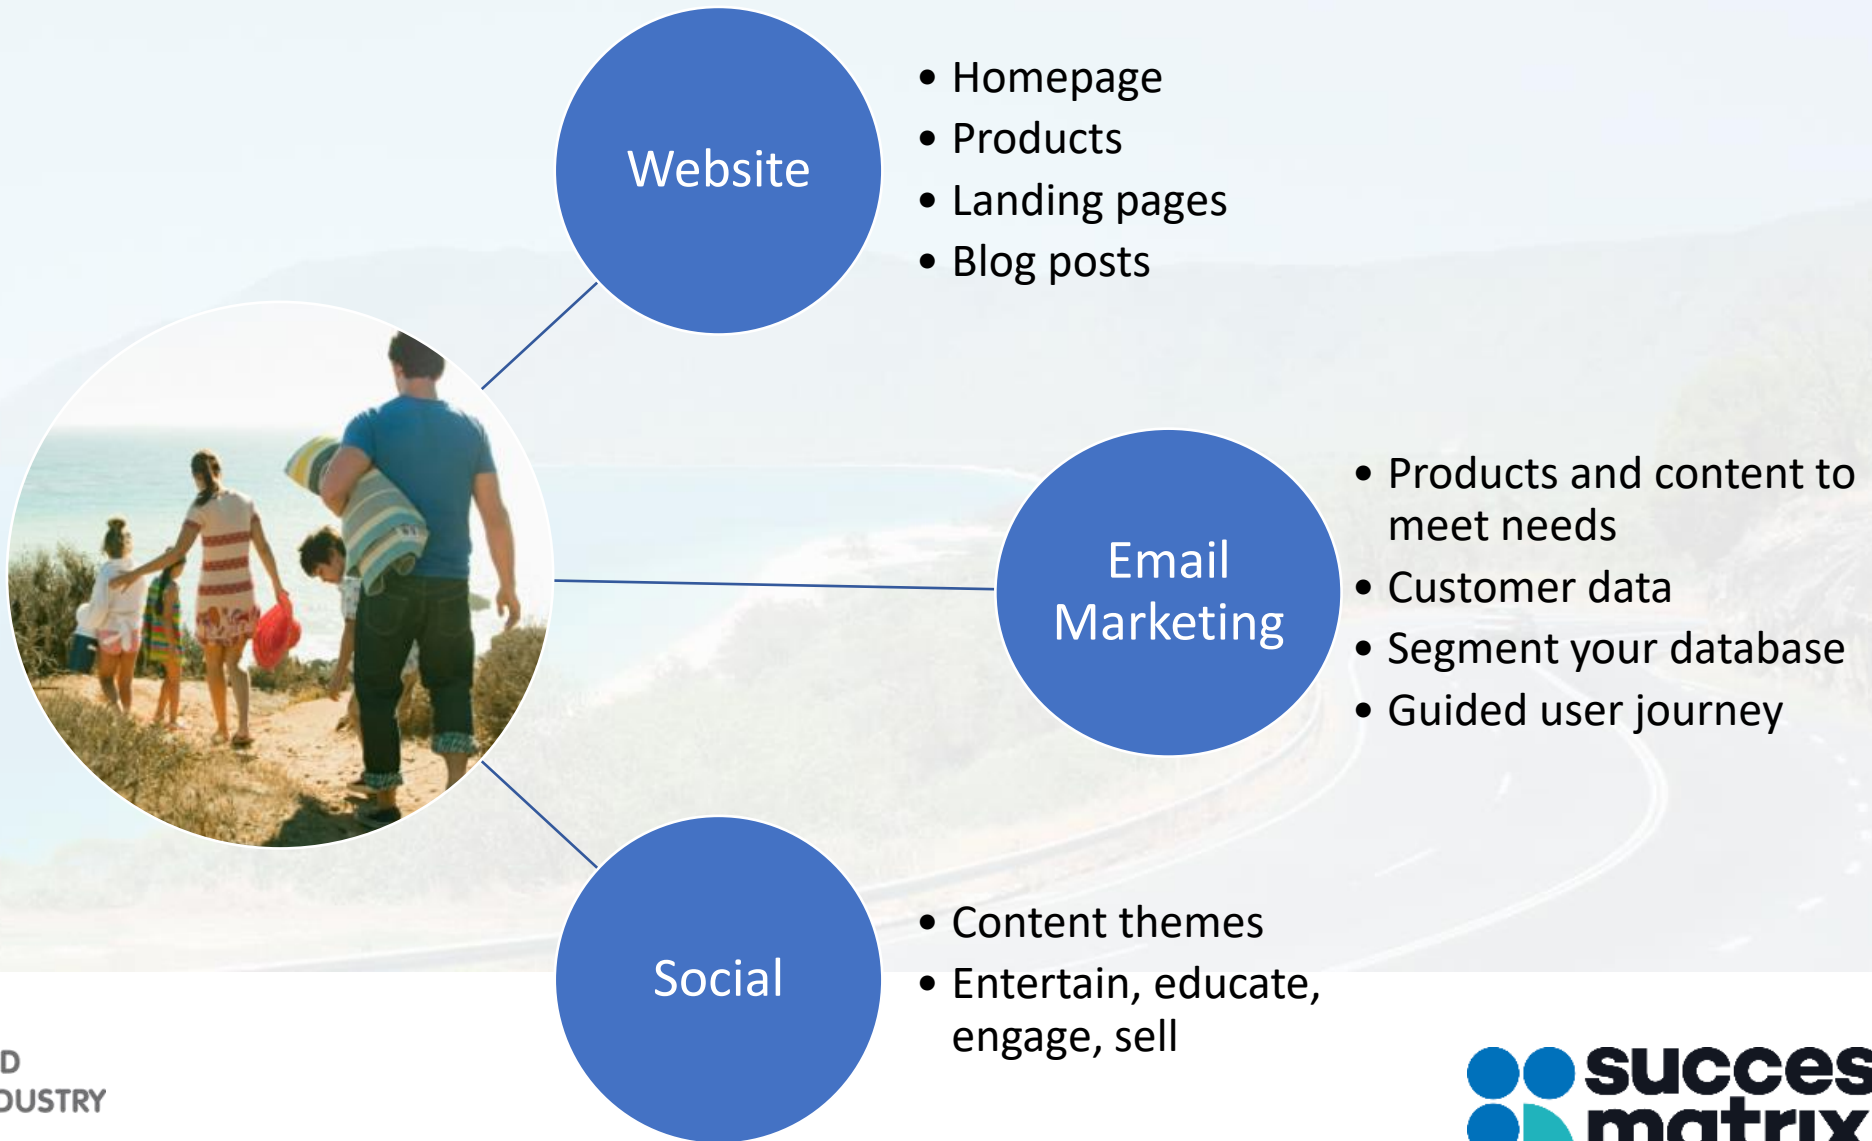 Website
• Homepage
• Products
• Landing pages
• Blog posts
Email
Marketing
• Products and content to
meet needs
• Customer data
• Segment your database
• Guided user journey
Social
• Content themes
• Entertain, educate,
engage, sell
D
DUSTRY
succes
matrix